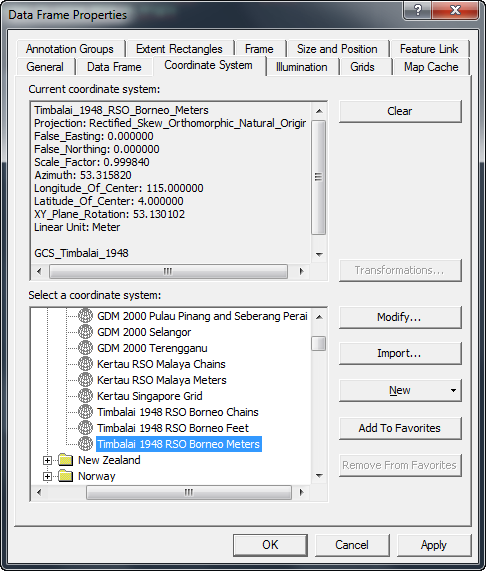 Data Frame Properties
Annotation Groups Extent Rectangles Frame Size and Position Feature Link
General Data Frame Coordinate System Illumination Grids Map Cache
Current coordinate system:
Timbalai_1948_RSO_Borneo_Meters
Projection: Rectified_Skew_Orthomorphic_Natural_Origin
False_Easting: 0.000000
False_Northing: 0.000000
Scale_Factor: 0.999840
Azimuth: 53.315820
Longitude_Of_Center: 115.000000
Latitude_Of_Center: 4.000000
XY_Plane_Rotation: 53.130102
Linear Unit: Meter
GCS_Timbalai_1948
Clear
Transformations...
Select a coordinate system:
GDM 2000 Pulau Pinang and Seberang Perai
GDM 2000 Selangor
GDM 2000 Terengganu
Kertau RSO Malaya Chains
Kertau RSO Malaya Meters
Kertau Singapore Grid
Timbalai 1948 RSO Borneo Chains
Timbalai 1948 RSO Borneo Feet
Timbalai 1948 RSO Borneo Meters
New Zealand
Norway
Modify...
Import...
New
Add To Favorites
Remove From Favorites
OK Cancel Apply